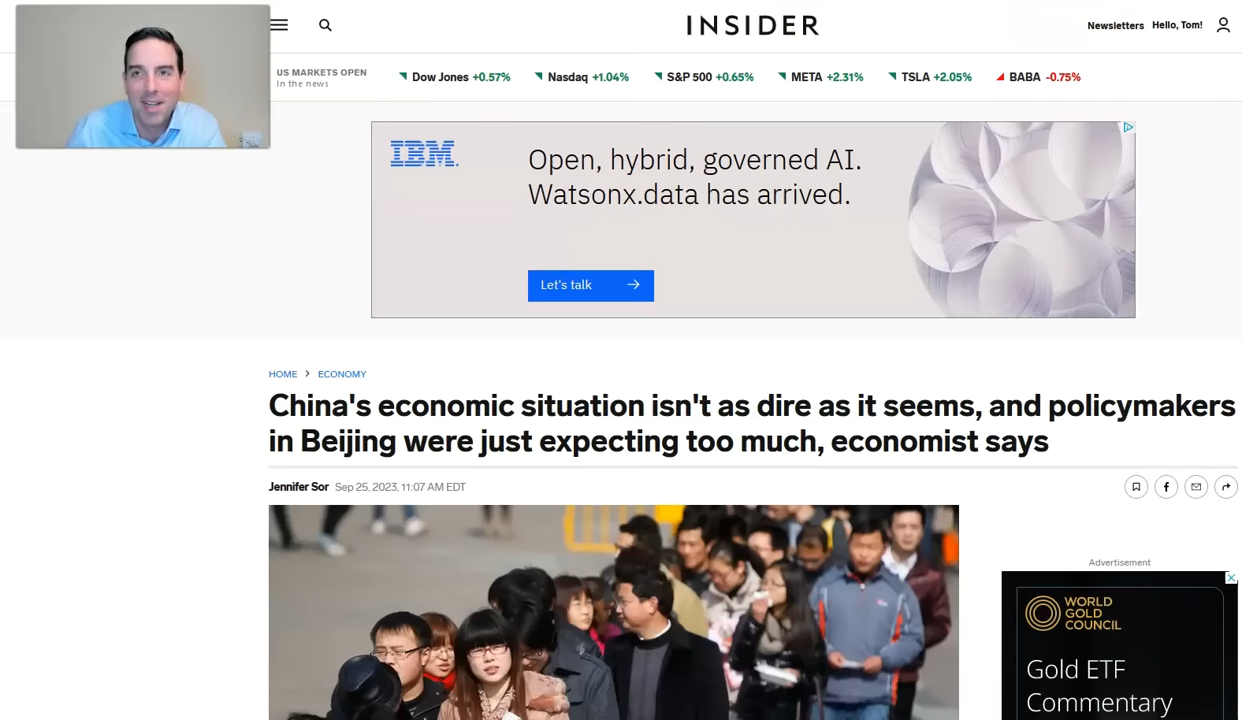 INSIDER
Newsletters Hello, Tom!
US MARKETS OPEN
In the news
Dow Jones +0.57% Nasdaq +1.04% S&P 500 +0.65% META +2.31% TSLA +2.05% BABA -0.75%
IBM.
Open, hybrid, governed AI.
Watsonx.data has arrived.
Let's talk
HOME > ECONOMY
China's economic situation isn't as dire as it seems, and policymakers
in Beijing were just expecting too much, economist says
Jennifer Sor Sep 25, 2023, 11:07 AM EDT
Advertisement
WORLD
GOLD
COUNCIL
Gold ETF
Commentary